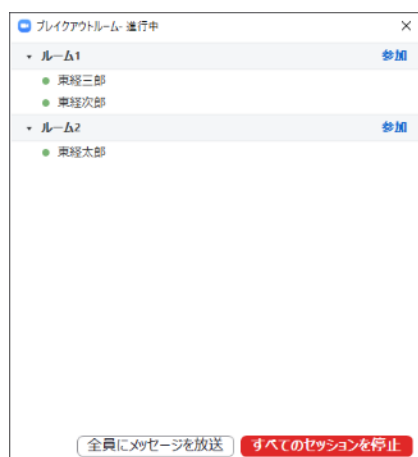 ブレイクアウトルーム- 進行中
ルーム1 参加
東経三郎
東経次郎
ルーム2 参加
東経太郎
全員にメッセージを放送 すべてのセッションを停止